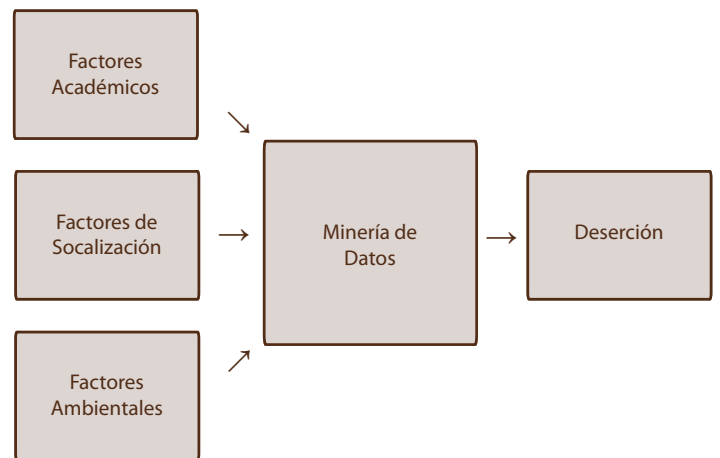 Factores
Académicos
Factores de
Socalización
Factores
Ambientales
Minería de
Datos
Deserción